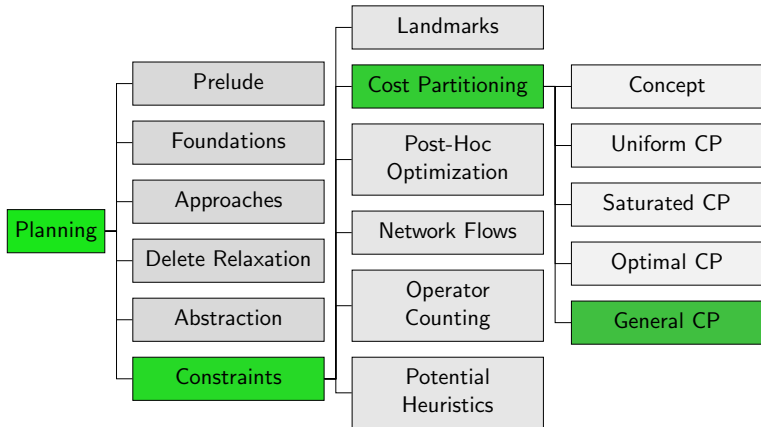 Planning
Prelude
Foundations
Approaches
Delete Relaxation
Abstraction
Constraints
Landmarks
Cost Partitioning
Post-Hoc
Optimization
Network Flows
Operator
Counting
Potential
Heuristics
Concept
Uniform CP
Saturated CP
Optimal CP
General CP